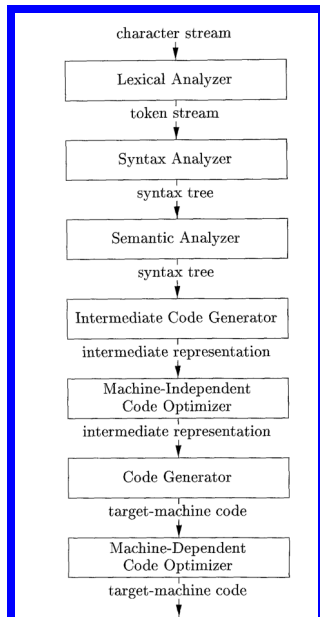 character stream
Lexical Analyzer
token stream
Syntax Analyzer
syntax tree
Semantic Analyzer
syntax tree
Intermediate Code Generator
intermediate representation
Machine-Independent
Code Optimizer
intermediate representation
Code Generator
target-machine code
Machine-Dependent
Code Optimizer
target-machine code